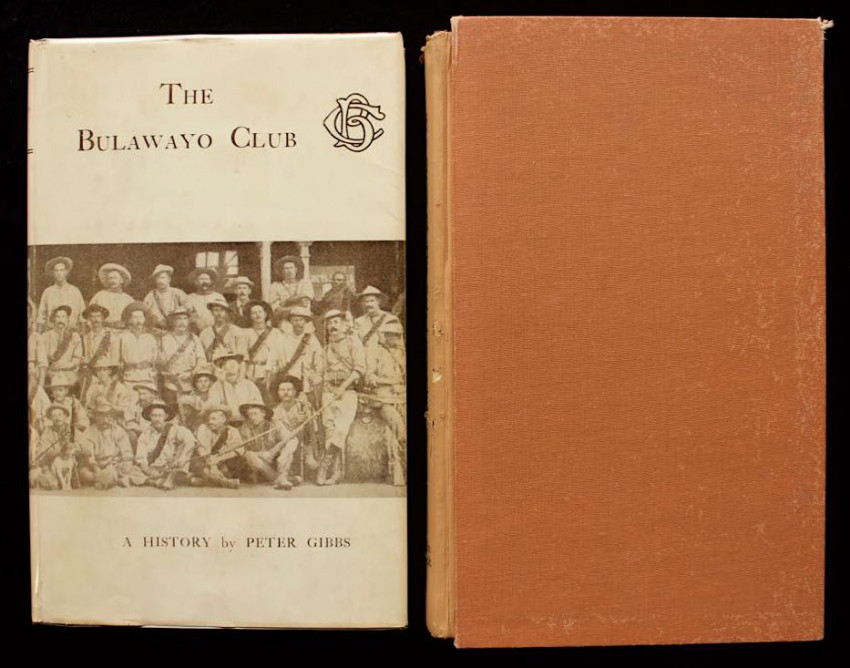 THE
BULAWAYO CLUB
A HISTORY by PETER GIBBS